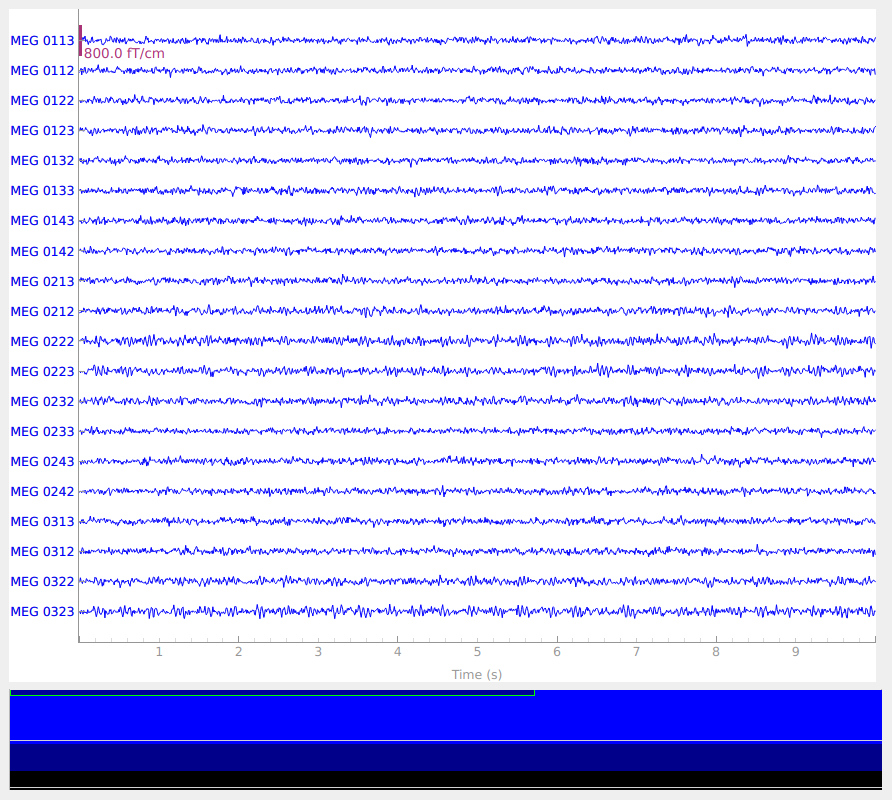 MEG 0113
800.0 fT/cm
MEG 0112
MEG 0122
MEG 0123
MEG 0132
MEG 0133
MEG 0143
MEG 0142
MEG 0213
MEG 0212
MEG 0222
MEG 0223
MEG 0232
MEG 0233
MEG 0243
MEG 0242
MEG 0313
MEG 0312
MEG 0322
MEG 0323
1 2 3 4 5 6 7 8 9
Time (s)